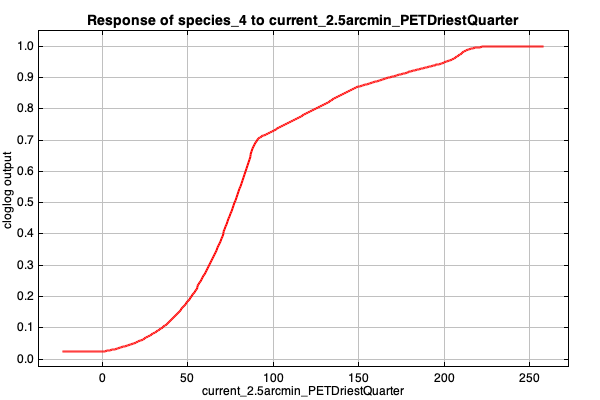 Response of species_4 to current_2.5arcmin_PETDriestQuarter
1.0
0.9
0.8
0.7
0.6
0.5
0.4
0.3
0.2
0.1
0.0
cloglog output
0 50 100 150 200 250
current_2.5arcmin_PETDriestQuarter